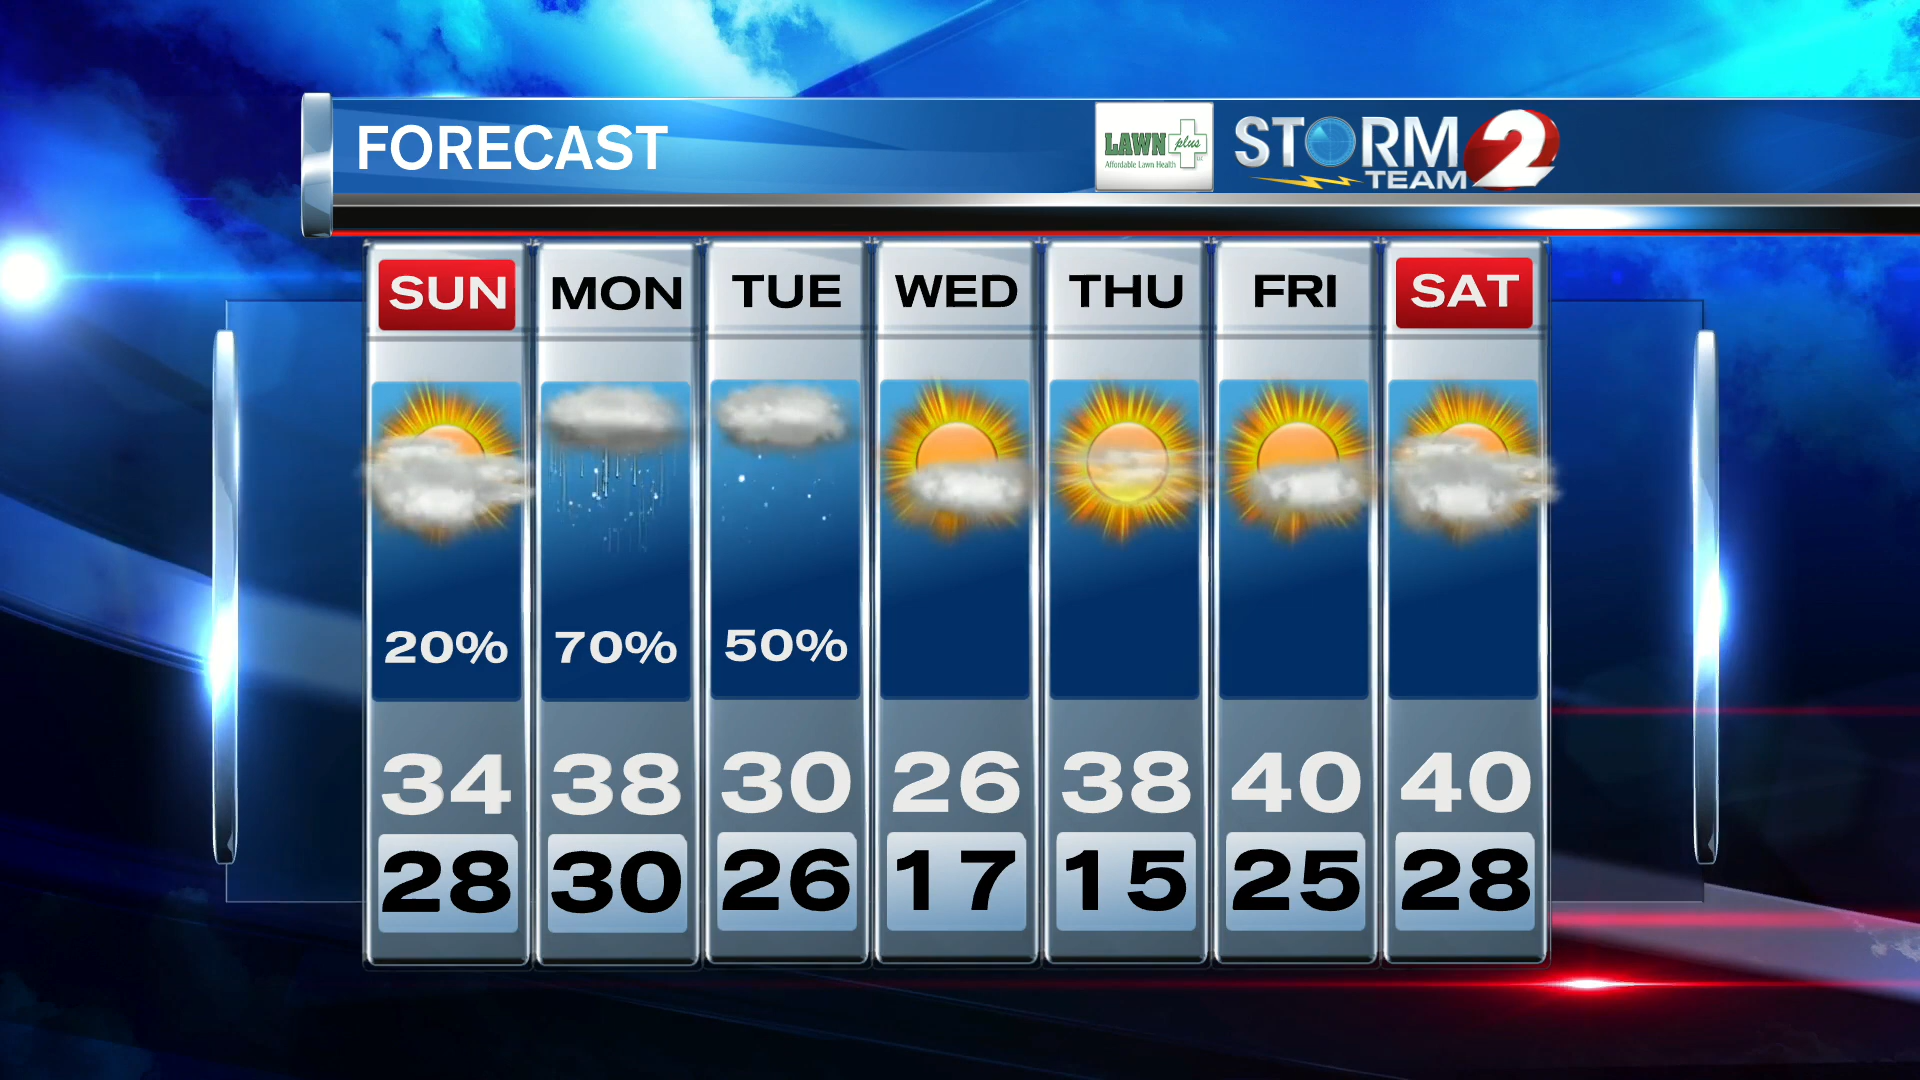 FORECAST
LAWN plus
Affordable Lawn Health
STORM
TEAM 2
SUN MON TUE WED THU FRI SAT
20% 70% 50%
34 38 30 26 38 40 40
28 30 26 17 15 25 28